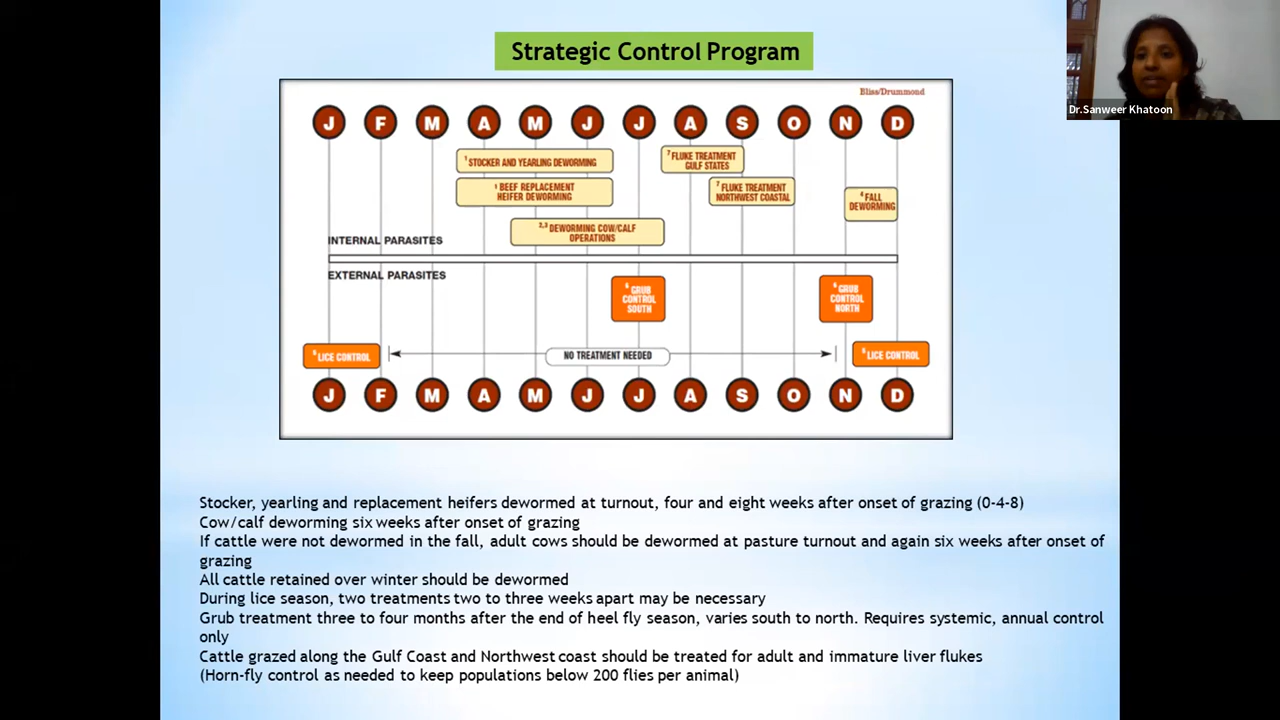 Strategic Control Program
Dr.Sanweer Khatoon
Bliss/Drummond
J F M A M J J A S O N D
1 STOCKER AND YEARLING DEWORMING
7 FLUKE TREATMENT
GULF STATES
1 BEEF REPLACEMENT
HEIFER DEWORMING
7 FLUKE TREATMENT
NORTHWEST COASTAL
4 FALL
DEWORMING
2,3 DEWORMING COW/CALF
OPERATIONS
INTERNAL PARASITES
EXTERNAL PARASITES
6 GRUB
CONTROL
SOUTH
6 GRUB
CONTROL
NORTH
5 LICE CONTROL
NO TREATMENT NEEDED
5 LICE CONTROL
J F M A M J J A S O N D
Stocker, yearling and replacement heifers dewormed at turnout, four and eight weeks after onset of grazing (0-4-8)
Cow/calf deworming six weeks after onset of grazing
If cattle were not dewormed in the fall, adult cows should be dewormed at pasture turnout and again six weeks after onset of
grazing
All cattle retained over winter should be dewormed
During lice season, two treatments two to three weeks apart may be necessary
Grub treatment three to four months after the end of heel fly season, varies south to north. Requires systemic, annual control
only
Cattle grazed along the Gulf Coast and Northwest coast should be treated for adult and immature liver flukes
(Horn-fly control as needed to keep populations below 200 flies per animal)